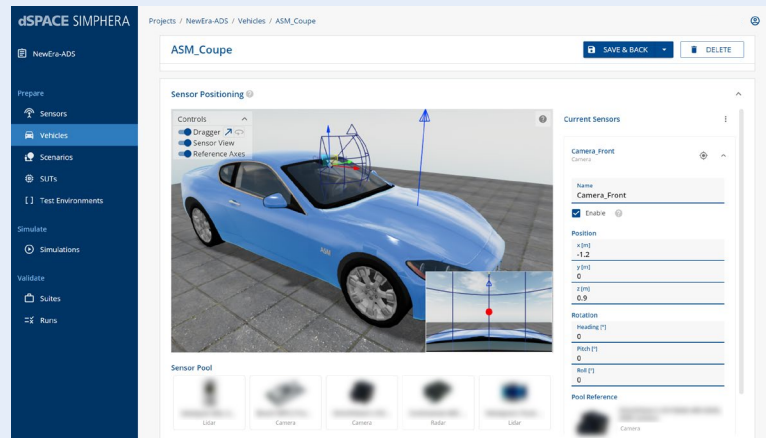 dSPACE SIMPHERA
Projects / NewEra-ADS / Vehicles / ASM_Coupe
NewEra-ADS
ASM_Coupe
SAVE & BACK
DELETE
Prepare
Sensors
Vehicles
Scenarios
SUTs
Test Environments
Simulate
Simulations
Validate
Suites
Runs
Sensor Positioning
Controls
Dragger
Sensor View
Reference Axes
ASM
Current Sensors
Camera_Front
Camera
Name
Camera_Front
Enable
Position
x [m]
-1.2
y [m]
0
z [m]
0.9
Rotation
Heading [°]
0
Pitch [°]
0
Roll [°]
0
Pool Reference
Camera
Sensor Pool
Lidar
Camera
Camera
Radar
Lidar